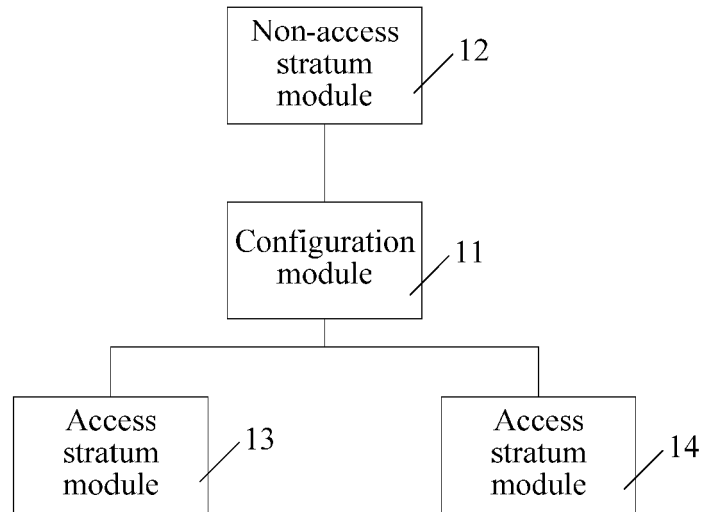 Non-access
stratum
module
12
Configuration
module
11
Access
stratum
module
13
Access
stratum
module
14